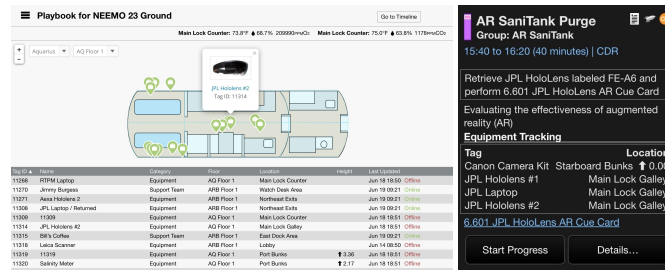 Playbook for NEEMO 23 Ground
Go to Timeline
Main Lock Counter: 73.8°F 68.7% 209990PPMO2 Main Lock Counter: 75.0°F 63.8% 1178PPMCO2
+
−
Aquarius
AQ Floor 1
×
JPL Hololens #2
Tag ID: 11314
Tag ID ▲ Name Category Floor Location Height Last Updated
11268 RTPM Laptop Equipment AQ Floor 1 Main Lock Counter Jun 18 18:50 Offline
11270 Jimmy Burgess Support Team ARB Floor 1 Watch Desk Area Jun 19 09:21 Online
11271 Aexa Hololens 2 Equipment ARB Floor 1 Northeast Exits Jun 19 09:21 Online
11308 JPL Laptop / Returned Equipment ARB Floor 1 Northeast Exits Jun 19 09:21 Online
11309 11309 Equipment AQ Floor 1 Main Lock Counter Jun 18 18:51 Offline
11314 JPL Hololens #2 Equipment AQ Floor 1 Main Lock Galley Jun 18 18:51 Offline
11315 Bill's Coffee Support Team ARB Floor 1 East Dock Area Jun 19 09:21 Online
11318 Leica Scanner Equipment ARB Floor 1 Lobby Jun 14 08:50 Offline
11319 11319 Equipment AQ Floor 1 Port Bunks ⬆ 3.36 Jun 18 18:51 Offline
11320 Salinity Meter Equipment AQ Floor 1 Port Bunks ⬆ 2.17 Jun 18 18:51 Offline
AR SaniTank Purge
Group: AR SaniTank
15:40 to 16:20 (40 minutes) | CDR
Retrieve JPL HoloLens labeled FE-A6 and
perform 6.601 JPL HoloLens AR Cue Card
Evaluating the effectiveness of augmented
reality (AR)
Equipment Tracking
Tag Location
Canon Camera Kit Starboard Bunks ⬆ 0.00
JPL Hololens #1 Main Lock Galley
JPL Laptop Main Lock Galley
JPL Hololens #2 Main Lock Galley
6.601 JPL HoloLens AR Cue Card
Start Progress
Details...